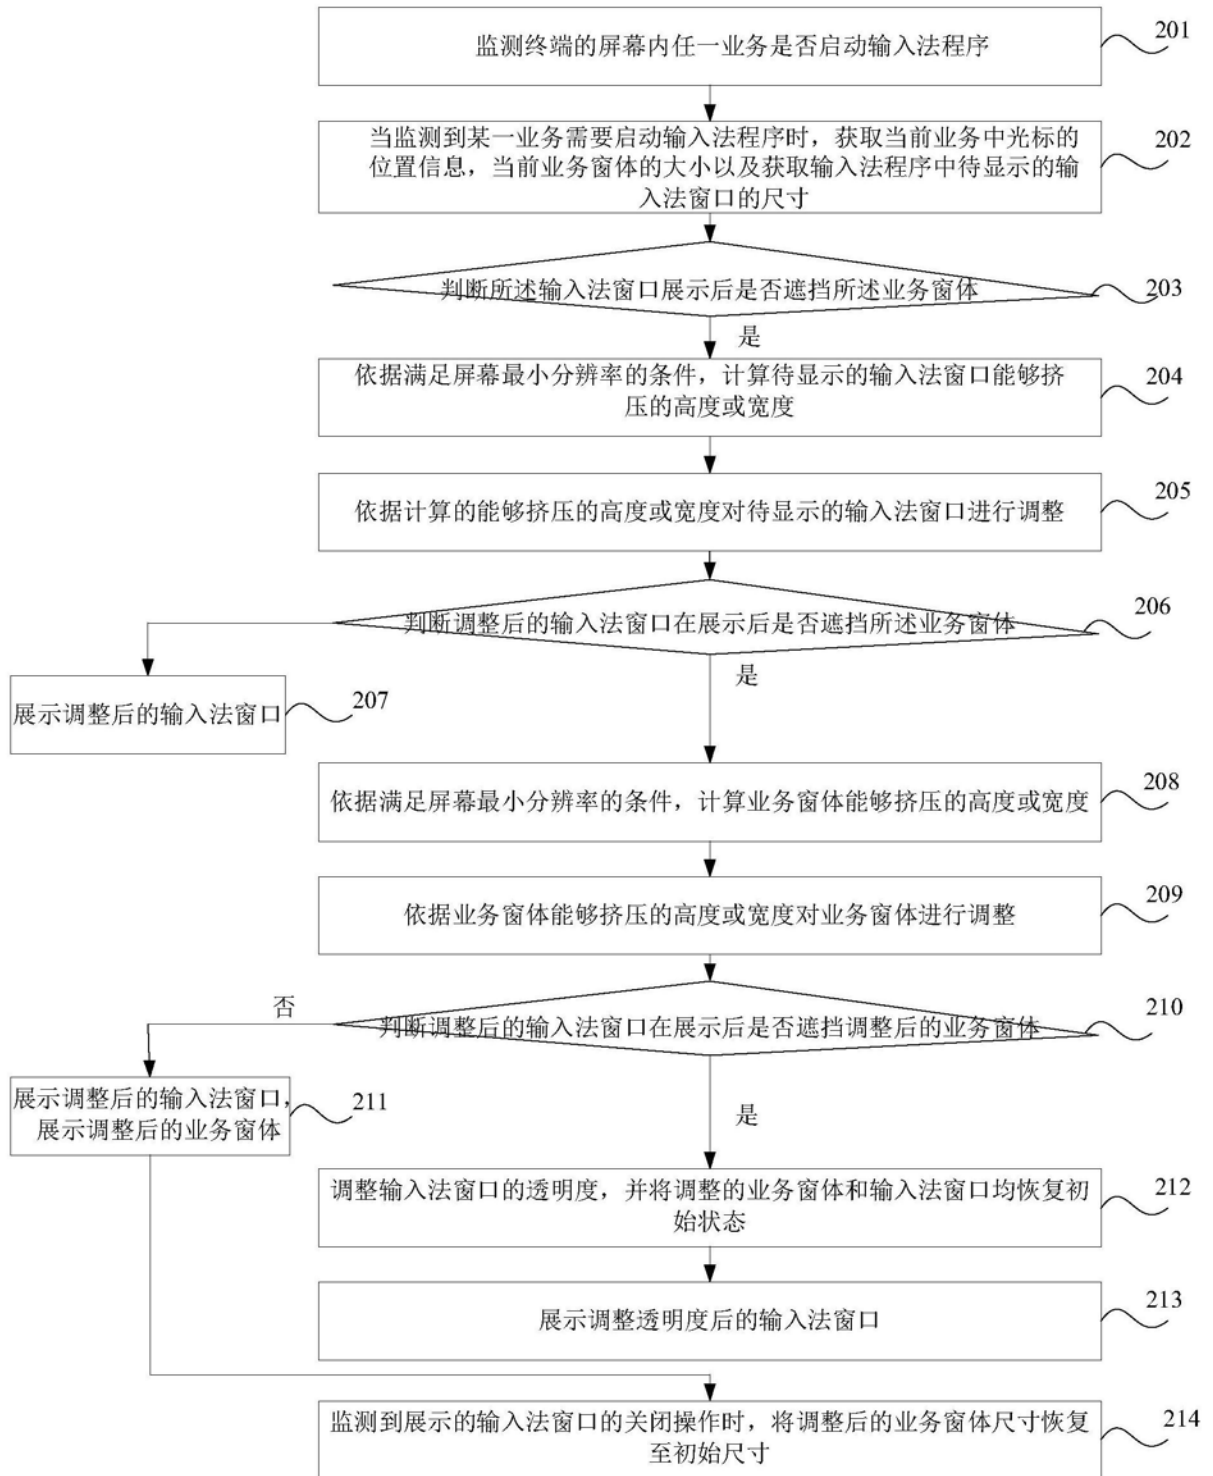 监测终端的屏幕内任一业务是否启动输入法程序
201
当监测到某一业务需要启动输入法程序时，获取当前业务中光标的
位置信息，当前业务窗体的大小以及获取输入法程序中待显示的输
入法窗口的尺寸
202
判断所述输入法窗口展示后是否遮挡所述业务窗体
203
是
依据满足屏幕最小分辨率的条件，计算待显示的输入法窗口能够挤
压的高度或宽度
204
依据计算的能够挤压的高度或宽度对待显示的输入法窗口进行调整
205
判断调整后的输入法窗口在展示后是否遮挡所述业务窗体
206
是
展示调整后的输入法窗口
207
依据满足屏幕最小分辨率的条件，计算业务窗体能够挤压的高度或宽度
208
依据业务窗体能够挤压的高度或宽度对业务窗体进行调整
209
否
判断调整后的输入法窗口在展示后是否遮挡调整后的业务窗体
210
展示调整后的输入法窗口，
展示调整后的业务窗体
211
是
调整输入法窗口的透明度，并将调整的业务窗体和输入法窗口均恢复初
始状态
212
展示调整透明度后的输入法窗口
213
监测到展示的输入法窗口的关闭操作时，将调整后的业务窗体尺寸恢复
至初始尺寸
214